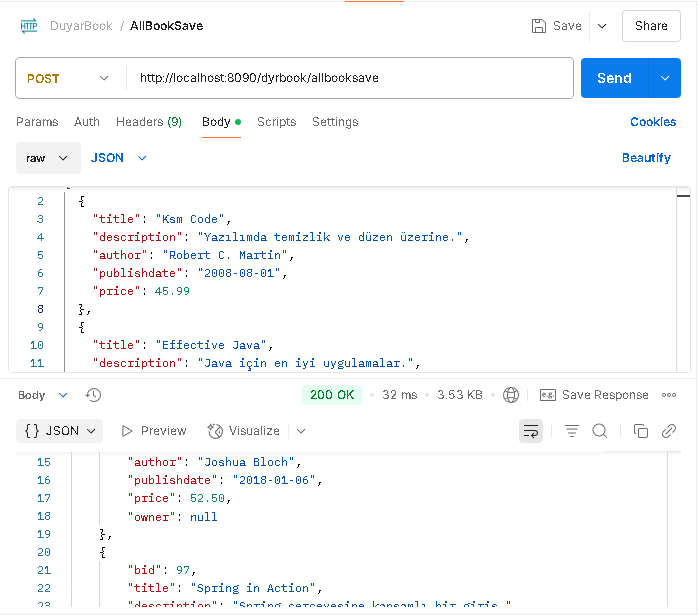 HTTP DuyarBook / AllBookSave Save Share
POST http://localhost:8090/dyrbook/allbooksave Send
Params Auth Headers (9) Body Scripts Settings Cookies
raw JSON Beautify
2 {
3 "title": "Ksm Code",
4 "description": "Yazılımda temizlik ve düzen üzerine.",
5 "author": "Robert C. Martin",
6 "publishdate": "2008-08-01",
7 "price": 45.99
8 },
9 {
10 "title": "Effective Java",
11 "description": "Java için en iyi uygulamalar.",
Body 200 OK • 32 ms • 3.53 KB • e.g. Save Response
{} JSON Preview Visualize
15 "author": "Joshua Bloch",
16 "publishdate": "2018-01-06",
17 "price": 52.50,
18 "owner": null
19 },
20 {
21 "bid": 97,
22 "title": "Spring in Action",
23 "description": "Spring çerçevesine kapsamlı bir giriş."